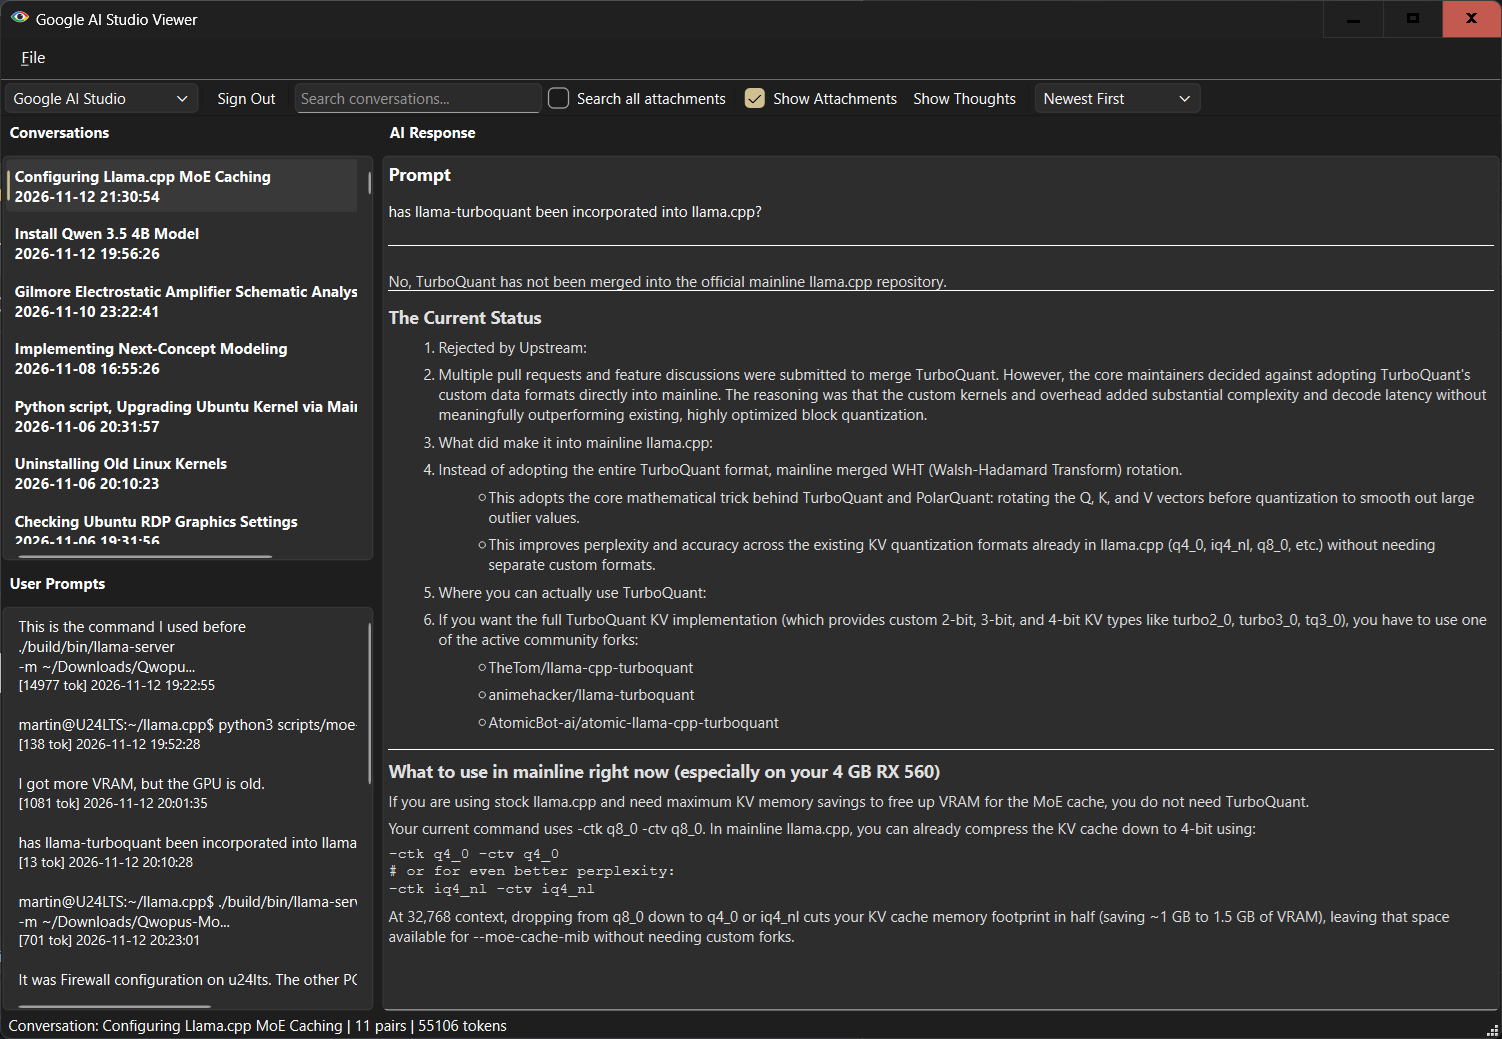 Google AI Studio Viewer
File
Google AI Studio
Sign Out
Search conversations...
Search all attachments
Show Attachments
Show Thoughts
Newest First
Conversations
Configuring Llama.cpp MoE Caching
2026-11-12 21:30:54
Install Qwen 3.5 4B Model
2026-11-12 19:56:26
Gilmore Electrostatic Amplifier Schematic Analys
2026-11-10 23:22:41
Implementing Next-Concept Modeling
2026-11-08 16:55:26
Python script, Upgrading Ubuntu Kernel via Mair
2026-11-06 20:31:57
Uninstalling Old Linux Kernels
2026-11-06 20:10:23
Checking Ubuntu RDP Graphics Settings
2026-11-06 19:31:56
User Prompts
This is the command I used before
./build/bin/llama-server
-m ~/Downloads/Qwopu...
[14977 tok] 2026-11-12 19:22:55
martin@U24LTS:~/llama.cpp$ python3 scripts/moe-
[138 tok] 2026-11-12 19:52:28
I got more VRAM, but the GPU is old.
[1081 tok] 2026-11-12 20:01:35
has llama-turboquant been incorporated into llama
[13 tok] 2026-11-12 20:10:28
martin@U24LTS:~/llama.cpp$ ./build/bin/llama-serv
-m ~/Downloads/Qwopus-Mo...
[701 tok] 2026-11-12 20:23:01
It was Firewall configuration on u24lts. The other PC
AI Response
Prompt
has llama-turboquant been incorporated into llama.cpp?
No, TurboQuant has not been merged into the official mainline llama.cpp repository.
The Current Status
1. Rejected by Upstream:
2. Multiple pull requests and feature discussions were submitted to merge TurboQuant. However, the core maintainers decided against adopting TurboQuant's
custom data formats directly into mainline. The reasoning was that the custom kernels and overhead added substantial complexity and decode latency without
meaningfully outperforming existing, highly optimized block quantization.
3. What did make it into mainline llama.cpp:
4. Instead of adopting the entire TurboQuant format, mainline merged WHT (Walsh-Hadamard Transform) rotation.
○ This adopts the core mathematical trick behind TurboQuant and PolarQuant: rotating the Q, K, and V vectors before quantization to smooth out large
outlier values.
○ This improves perplexity and accuracy across the existing KV quantization formats already in llama.cpp (q4_0, iq4_nl, q8_0, etc.) without needing
separate custom formats.
5. Where you can actually use TurboQuant:
6. If you want the full TurboQuant KV implementation (which provides custom 2-bit, 3-bit, and 4-bit KV types like turbo2_0, turbo3_0, tq3_0), you have to use one
of the active community forks:
○ TheTom/llama-cpp-turboquant
○ animehacker/llama-turboquant
○ AtomicBot-ai/atomic-llama-cpp-turboquant
What to use in mainline right now (especially on your 4 GB RX 560)
If you are using stock llama.cpp and need maximum KV memory savings to free up VRAM for the MoE cache, you do not need TurboQuant.
Your current command uses -ctk q8_0 -ctv q8_0. In mainline llama.cpp, you can already compress the KV cache down to 4-bit using:
-ctk q4_0 -ctv q4_0
# or for even better perplexity:
-ctk iq4_nl -ctv iq4_nl
At 32,768 context, dropping from q8_0 down to q4_0 or iq4_nl cuts your KV cache memory footprint in half (saving ~1 GB to 1.5 GB of VRAM), leaving that space
available for --moe-cache-mib without needing custom forks.
Conversation: Configuring Llama.cpp MoE Caching | 11 pairs | 55106 tokens